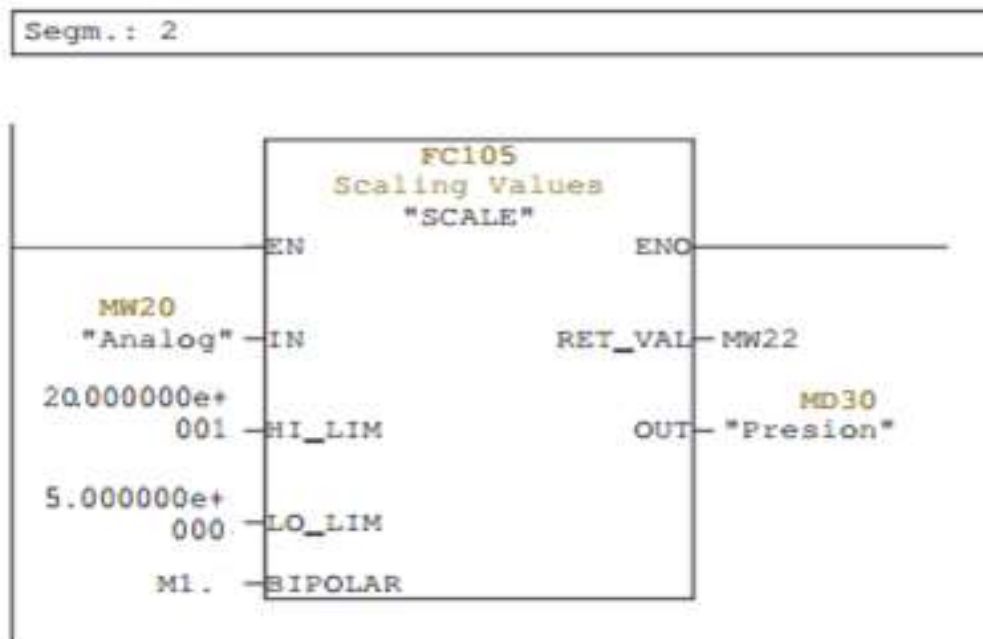 Segm.: 2
FC105
Scaling Values
"SCALE"
EN
ENO
MW20
"Analog"
IN
RET_VAL
MW22
20.000000e+
001
HI_LIM
MD30
OUT
"Presion"
5.000000e+
000
LO_LIM
M1.
BIPOLAR